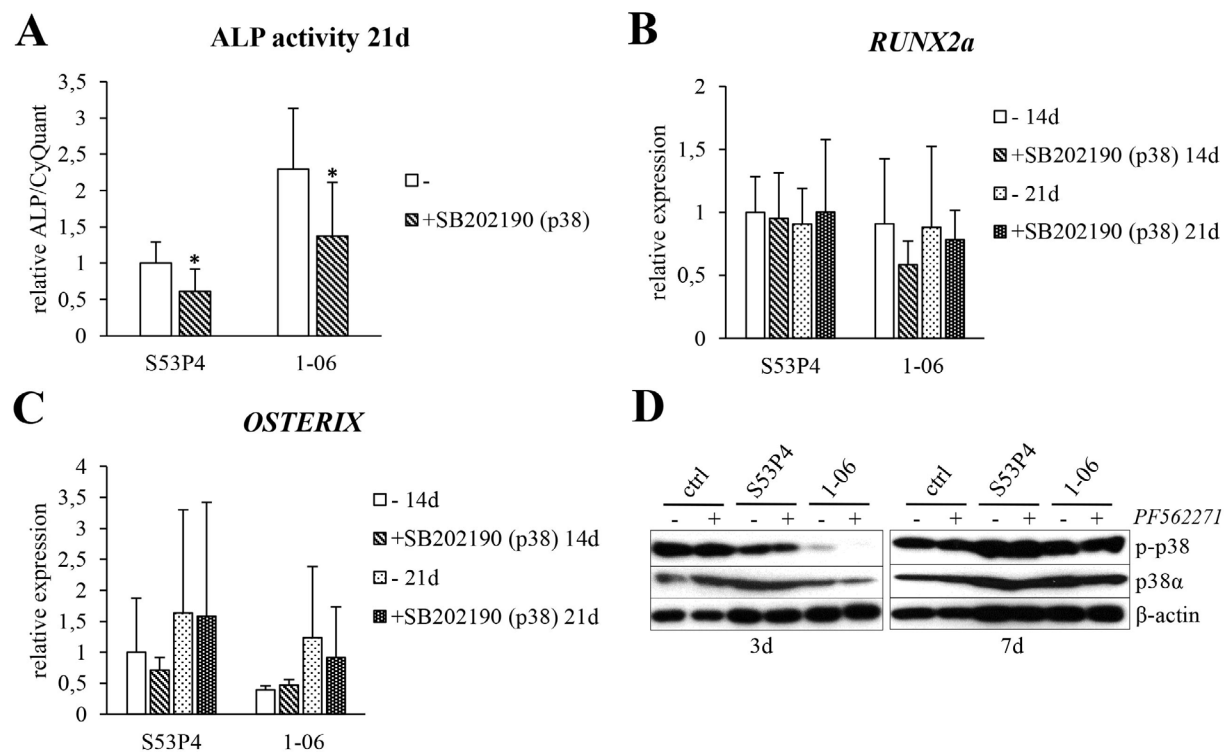 A
ALP activity 21d
relative ALP/CyQuant
3,5
3
2,5
2
1,5
1
0,5
0
*
*
S53P4
1-06
-
+SB202190 (p38)
B
RUNX2a
relative expression
2
1,5
1
0,5
0
S53P4
1-06
- 14d
+SB202190 (p38) 14d
- 21d
+SB202190 (p38) 21d
C
OSTERIX
relative expression
4
3,5
3
2,5
2
1,5
1
0,5
0
S53P4
1-06
- 14d
+SB202190 (p38) 14d
- 21d
+SB202190 (p38) 21d
D
ctrl S53P4 1-06 ctrl S53P4 1-06
- + - + - + - + - + - + PF562271
p-p38
p38α
β-actin
3d 7d